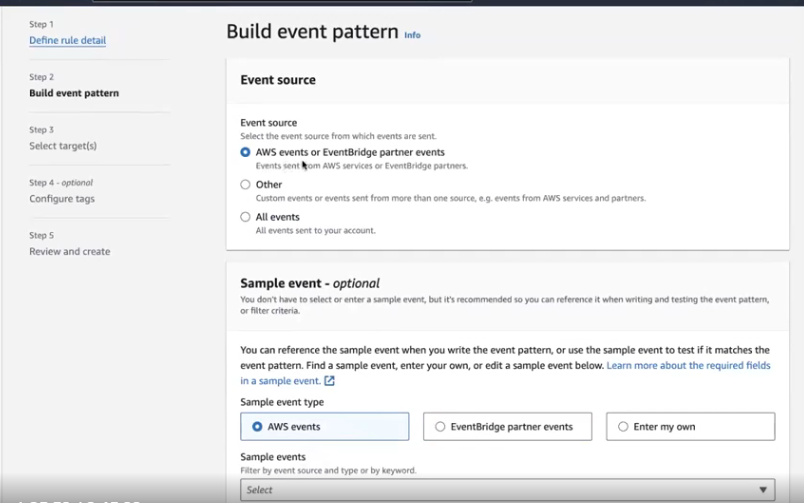 Step 1
Define rule detail
Step 2
Build event pattern
Step 3
Select target(s)
Step 4 - optional
Configure tags
Step 5
Review and create
Build event pattern Info
Event source
Event source
Select the event source from which events are sent.
AWS events or EventBridge partner events
Events sent from AWS services or EventBridge partners.
Other
Custom events or events sent from more than one source, e.g. events from AWS services and partners.
All events
All events sent to your account.
Sample event - optional
You don't have to select or enter a sample event, but it's recommended so you can reference it when writing and testing the event pattern,
or filter criteria.
You can reference the sample event when you write the event pattern, or use the sample event to test if it matches the
event pattern. Find a sample event, enter your own, or edit a sample event below. Learn more about the required fields
in a sample event.
Sample event type
AWS events
EventBridge partner events
Enter my own
Sample events
Filter by event source and type or by keyword.
Select